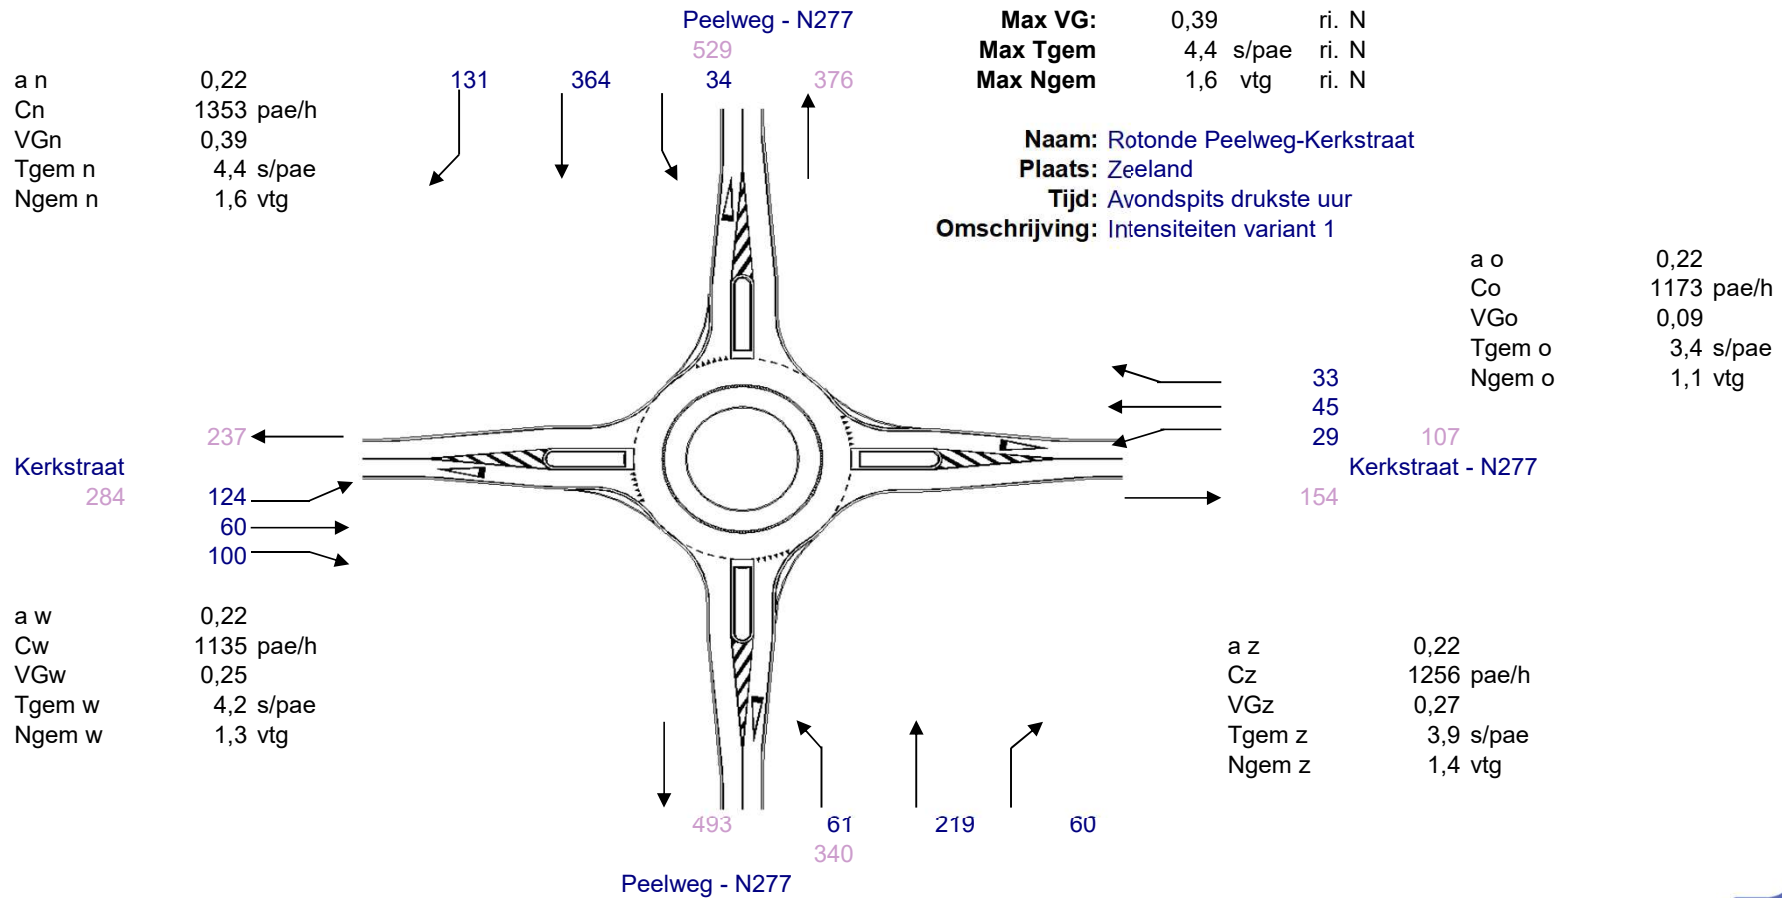 Peelweg - N277
529
131 364 34 376
Max VG: 0,39 ri. N
Max Tgem 4,4 s/pae ri. N
Max Ngem 1,6 vtg ri. N
a n 0,22
Cn 1353 pae/h
VGn 0,39
Tgem n 4,4 s/pae
Ngem n 1,6 vtg
Naam: Rotonde Peelweg-Kerkstraat
Plaats: Zeeland
Tijd: Avondspits drukste uur
Omschrijving: Intensiteiten variant 1
a o 0,22
Co 1173 pae/h
VGo 0,09
Tgem o 3,4 s/pae
Ngem o 1,1 vtg
33
45
29 107
Kerkstraat - N277
154
237
Kerkstraat
284 124
60
100
a w 0,22
Cw 1135 pae/h
VGw 0,25
Tgem w 4,2 s/pae
Ngem w 1,3 vtg
a z 0,22
Cz 1256 pae/h
VGz 0,27
Tgem z 3,9 s/pae
Ngem z 1,4 vtg
493 61 219 60
340
Peelweg - N277